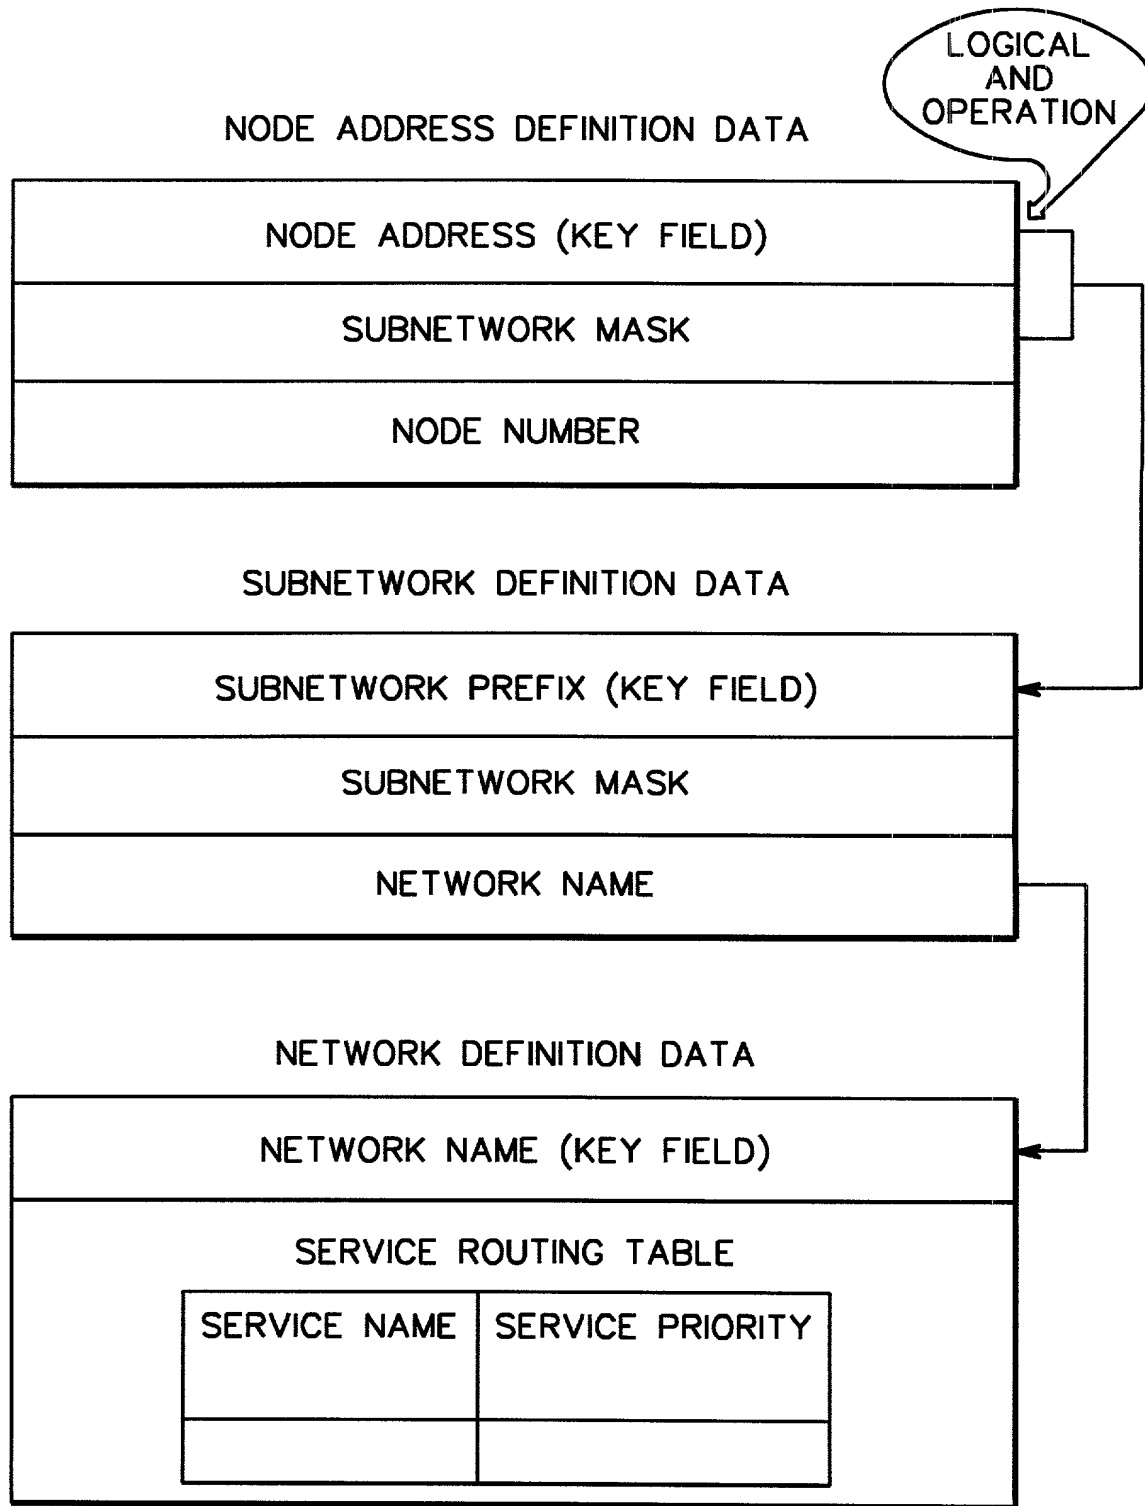 LOGICAL
AND
OPERATION
NODE ADDRESS DEFINITION DATA
NODE ADDRESS (KEY FIELD)
SUBNETWORK MASK
NODE NUMBER
SUBNETWORK DEFINITION DATA
SUBNETWORK PREFIX (KEY FIELD)
SUBNETWORK MASK
NETWORK NAME
NETWORK DEFINITION DATA
NETWORK NAME (KEY FIELD)
SERVICE ROUTING TABLE
SERVICE NAME SERVICE PRIORITY